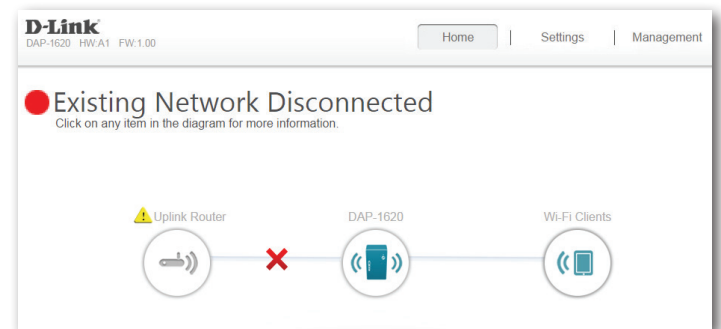 D-Link
DAP-1620 HW:A1 FW:1.00
Home | Settings | Management
Existing Network Disconnected
Click on any item in the diagram for more information.
Uplink Router DAP-1620 Wi-Fi Clients